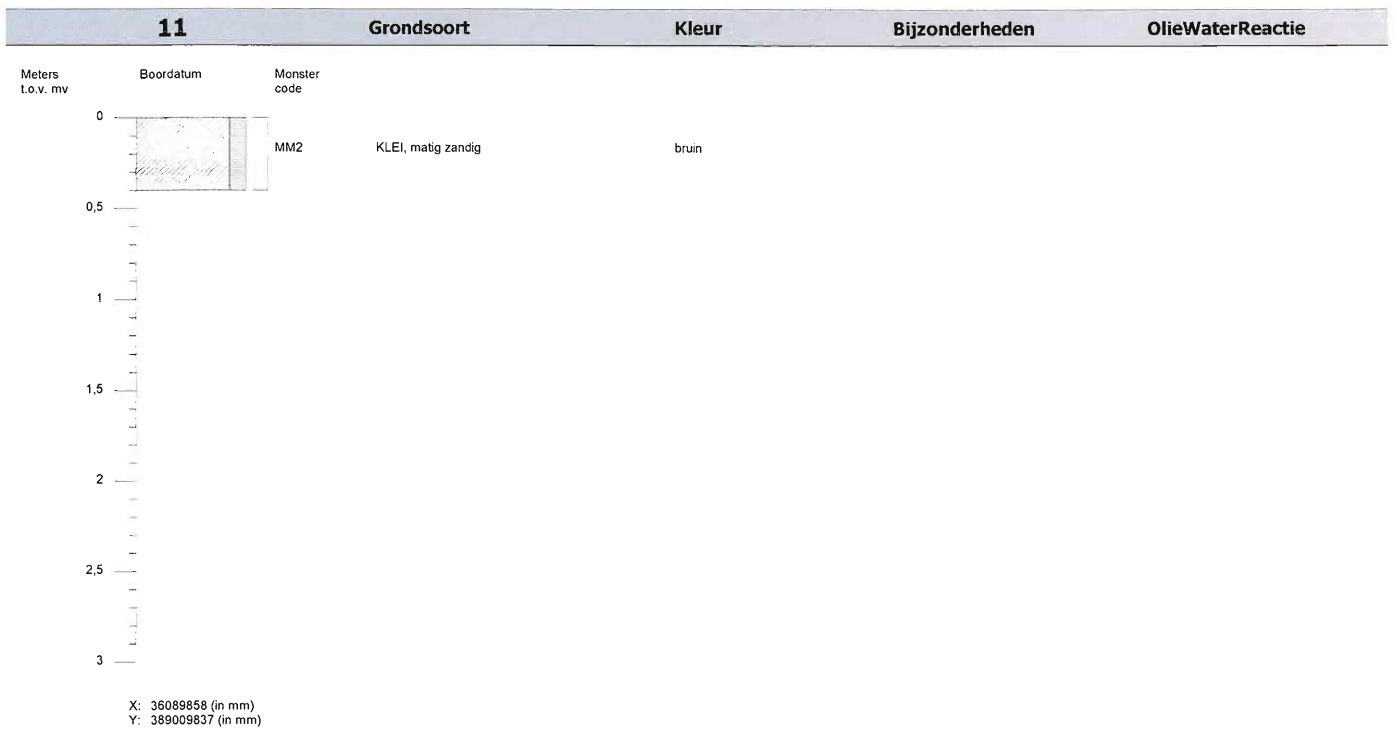 11 Grondsoort Kleur Bijzonderheden OlieWaterReactie
Meters Boordatum Monster
t.o.v. mv code
0
MM2 KLEI, matig zandig bruin
0,5
1
1,5
2
2,5
3
X: 36089858 (in mm)
Y: 389009837 (in mm)